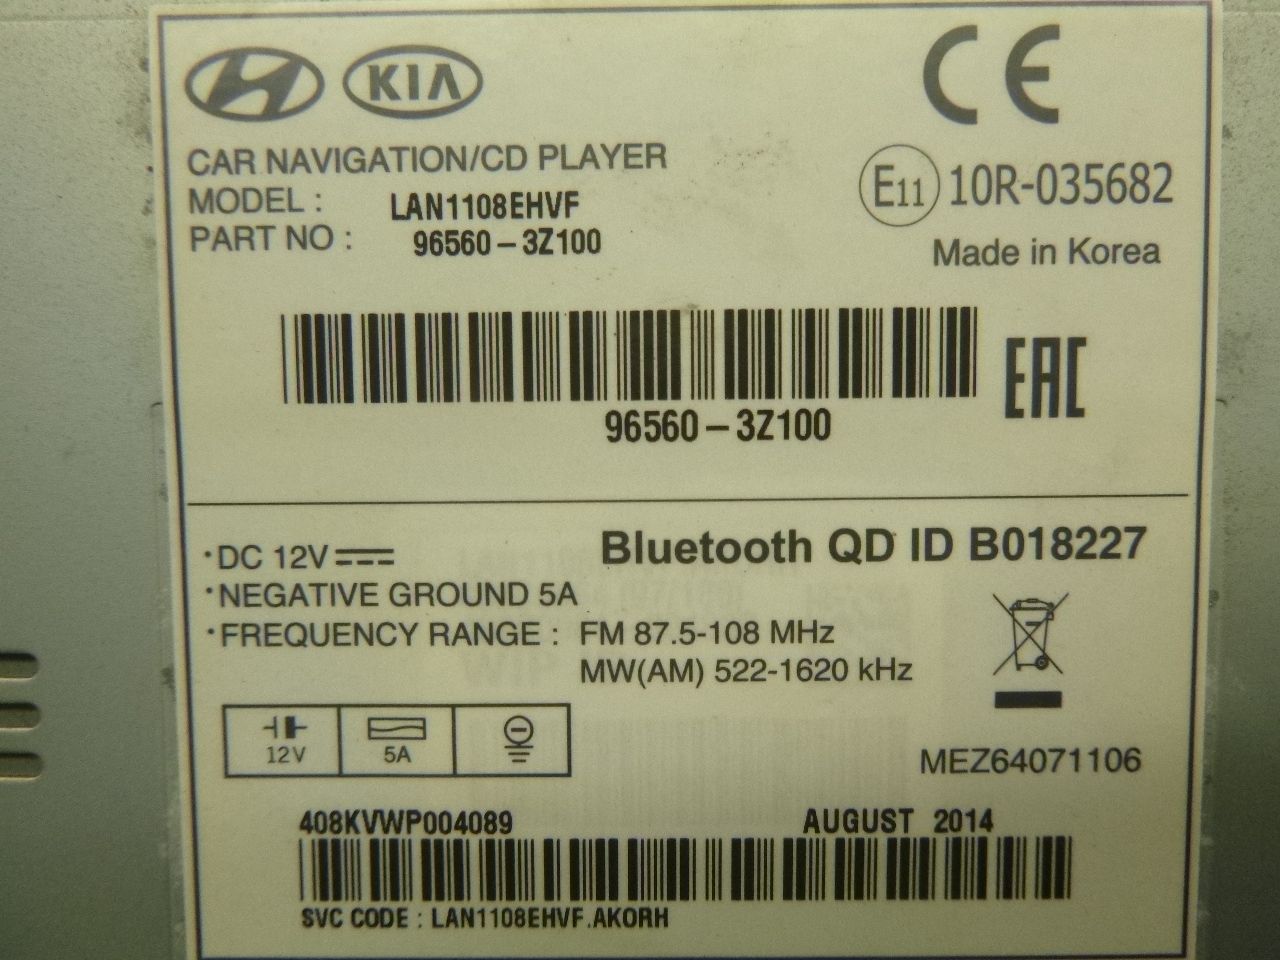 KIA
CE
CAR NAVIGATION/CD PLAYER
MODEL : LAN1108EHVF
PART NO : 96560-3Z100
E11 10R-035682
Made in Korea
EAC
96560-3Z100
·DC 12V
Bluetooth QD ID B018227
·NEGATIVE GROUND 5A
·FREQUENCY RANGE : FM 87.5-108 MHz
MW(AM) 522-1620 kHz
12V 5A
MEZ64071106
408KVWP004089 AUGUST 2014
SVC CODE : LAN1108EHVF.AKORH